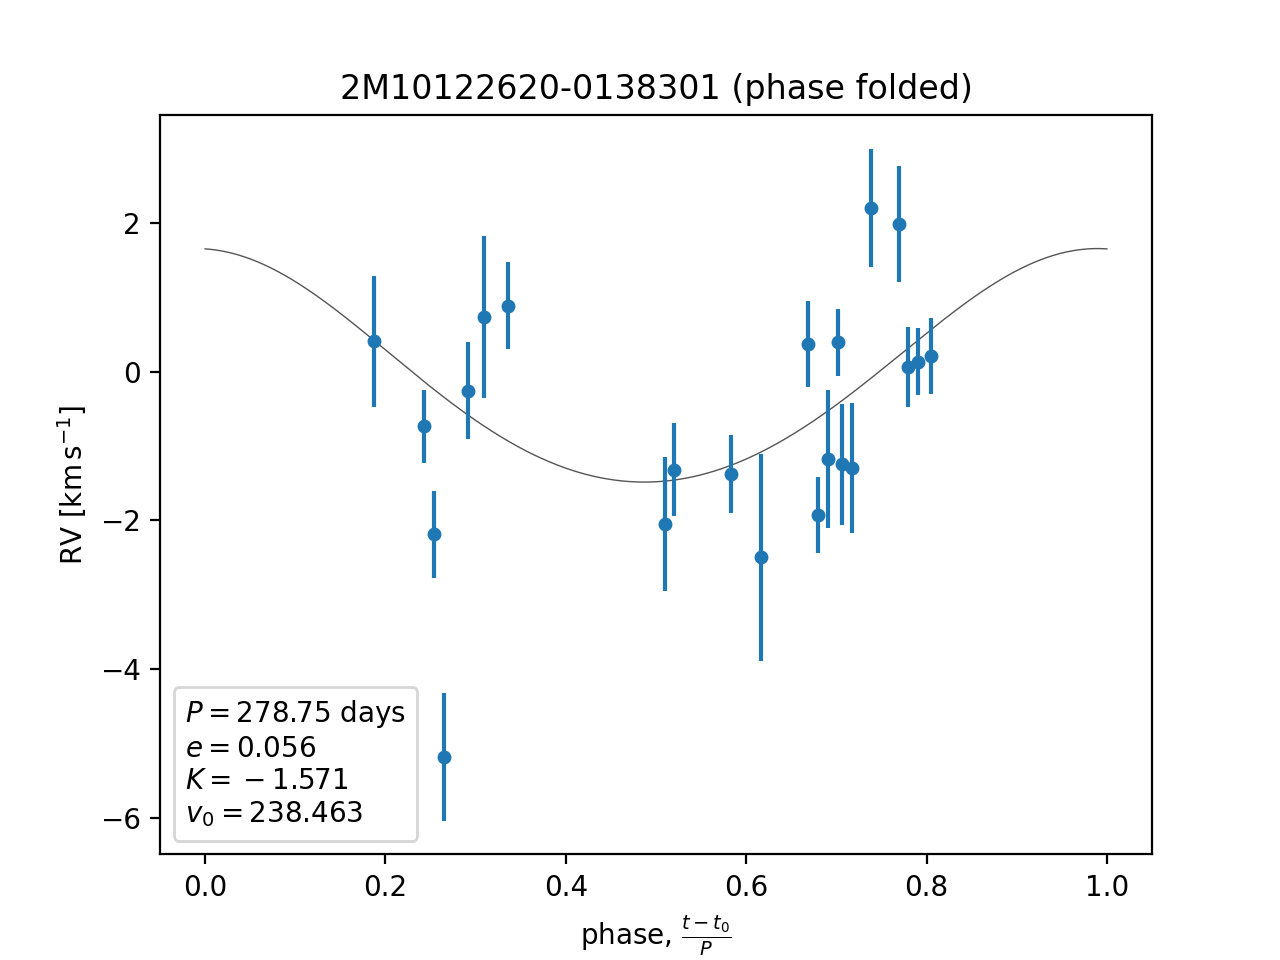 2M10122620-0138301 (phase folded)
RV [km s⁻¹]
2
0
−2
−4
−6
P = 278.75 days
e = 0.056
K = −1.571
v₀ = 238.463
0.0 0.2 0.4 0.6 0.8 1.0
phase, (t − t₀)/P